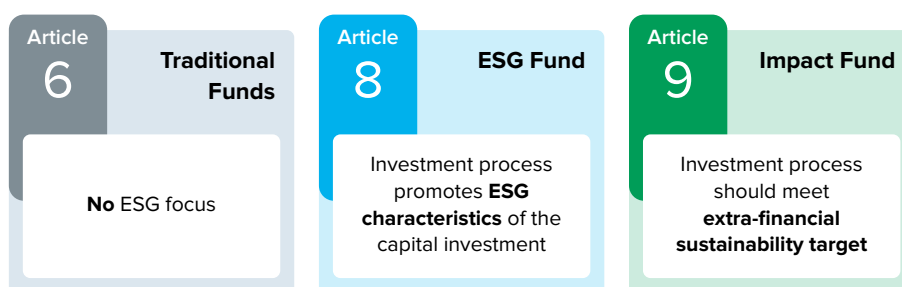 Article
6
Traditional
Funds
No ESG focus
Article
8
ESG Fund
Investment process
promotes ESG
characteristics of the
capital investment
Article
9
Impact Fund
Investment process
should meet
extra-financial
sustainability target